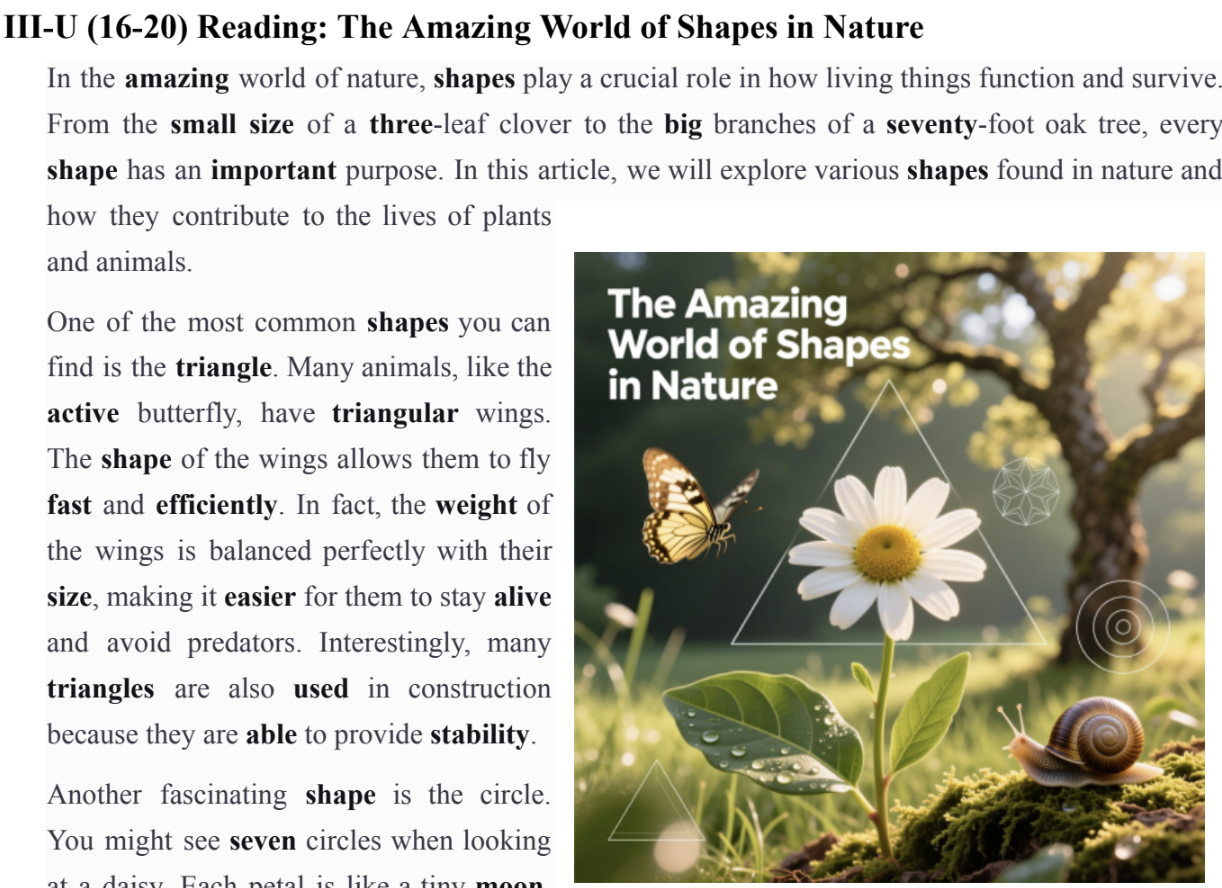 III-U (16-20) Reading: The Amazing World of Shapes in Nature
In the amazing world of nature, shapes play a crucial role in how living things function and survive.
From the small size of a three-leaf clover to the big branches of a seventy-foot oak tree, every
shape has an important purpose. In this article, we will explore various shapes found in nature and
how they contribute to the lives of plants
and animals.
One of the most common shapes you can
find is the triangle. Many animals, like the
active butterfly, have triangular wings.
The shape of the wings allows them to fly
fast and efficiently. In fact, the weight of
the wings is balanced perfectly with their
size, making it easier for them to stay alive
and avoid predators. Interestingly, many
triangles are also used in construction
because they are able to provide stability.
Another fascinating shape is the circle.
You might see seven circles when looking
at a daisy. Each petal is like a tiny moon,
The Amazing
World of Shapes
in Nature